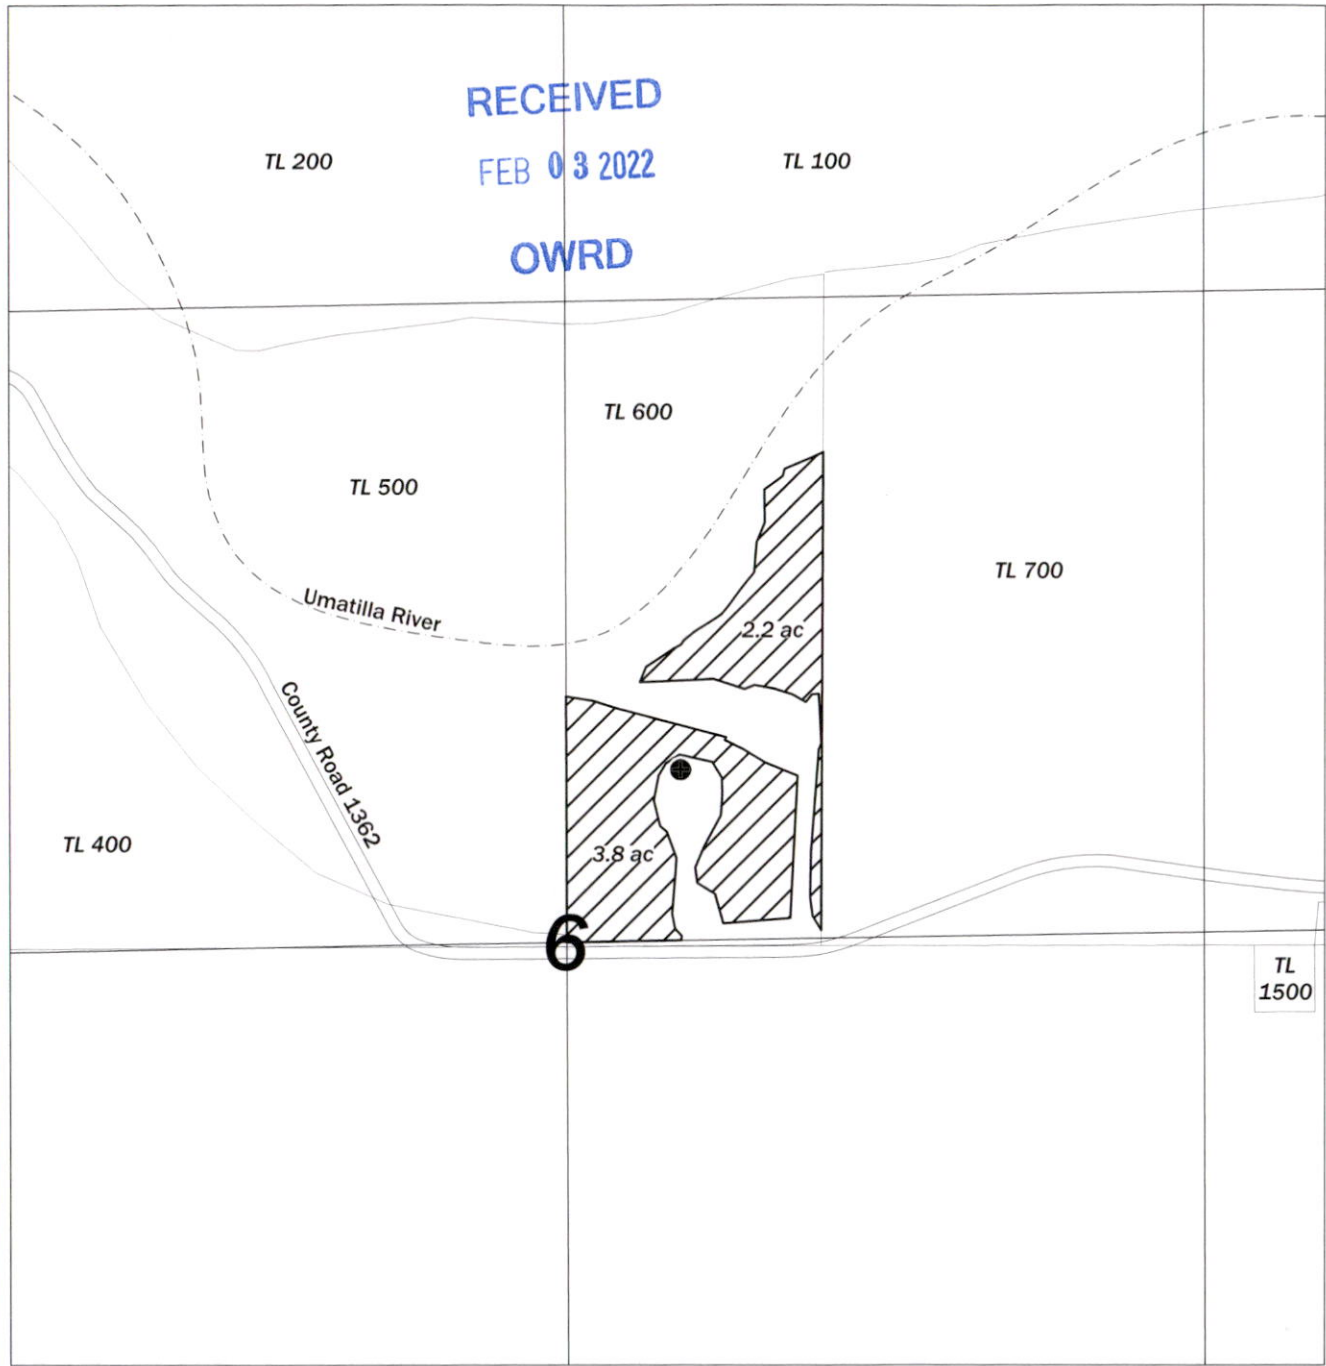 RECEIVED
TL 200
FEB 03 2022
TL 100
OWRD
TL 600
TL 500
TL 700
Umatilla River
2.2 ac
County Road 1362
TL 400
3.8 ac
6
TL
1500